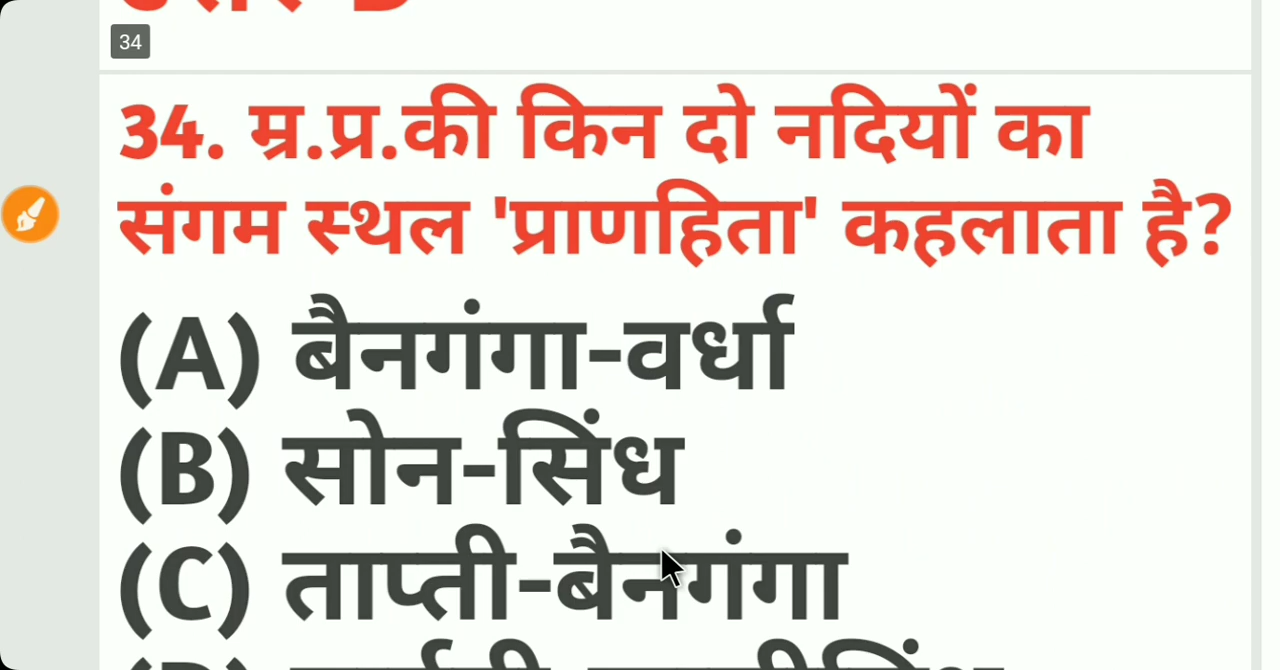 34
34. म्र.प्र.की किन दो नदियों का
संगम स्थल 'प्राणहिता' कहलाता है?
(A) बैनगंगा-वर्धा
(B) सोन-सिंध
(C) ताप्ती-बैनगंगा